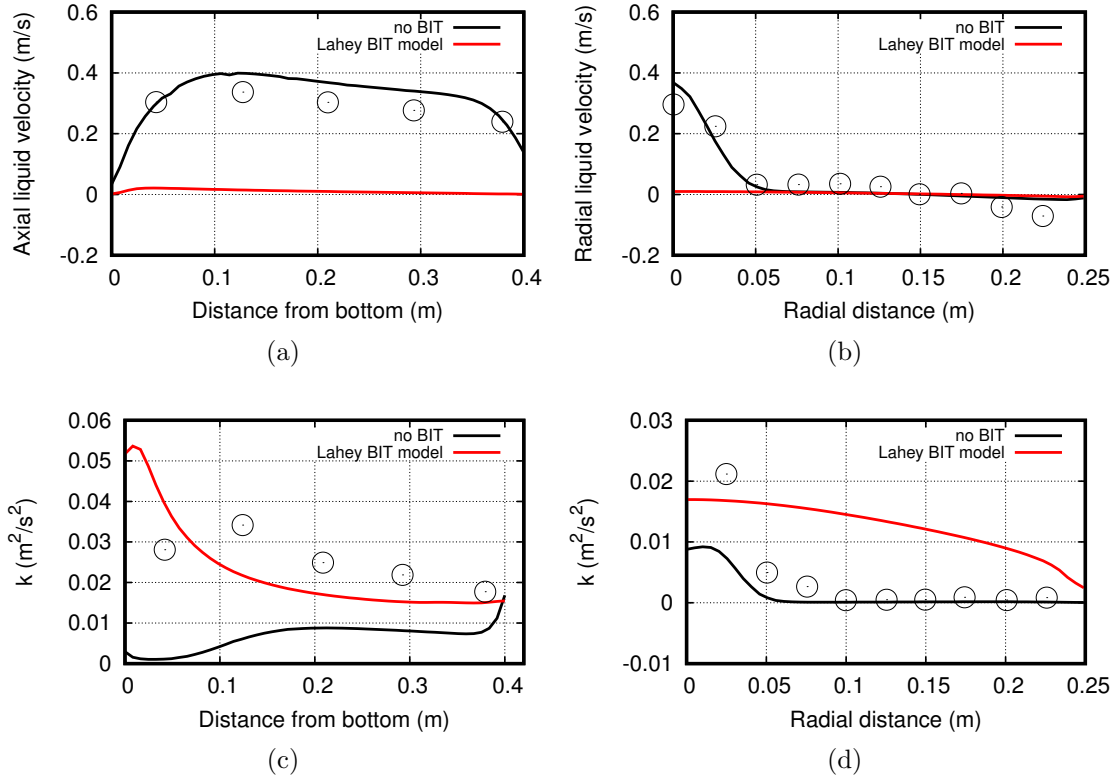 0.6
0.4
0.2
0
-0.2
Axial liquid velocity (m/s)
no BIT
Lahey BIT model
0 0.1 0.2 0.3 0.4
Distance from bottom (m)
(a)
0.6
0.4
0.2
0
-0.2
Radial liquid velocity (m/s)
no BIT
Lahey BIT model
0 0.05 0.1 0.15 0.2 0.25
Radial distance (m)
(b)
0.06
0.05
0.04
0.03
0.02
0.01
0
k (m²/s²)
no BIT
Lahey BIT model
0 0.1 0.2 0.3 0.4
Distance from bottom (m)
(c)
0.03
0.02
0.01
0
-0.01
k (m²/s²)
no BIT
Lahey BIT model
0 0.05 0.1 0.15 0.2 0.25
Radial distance (m)
(d)